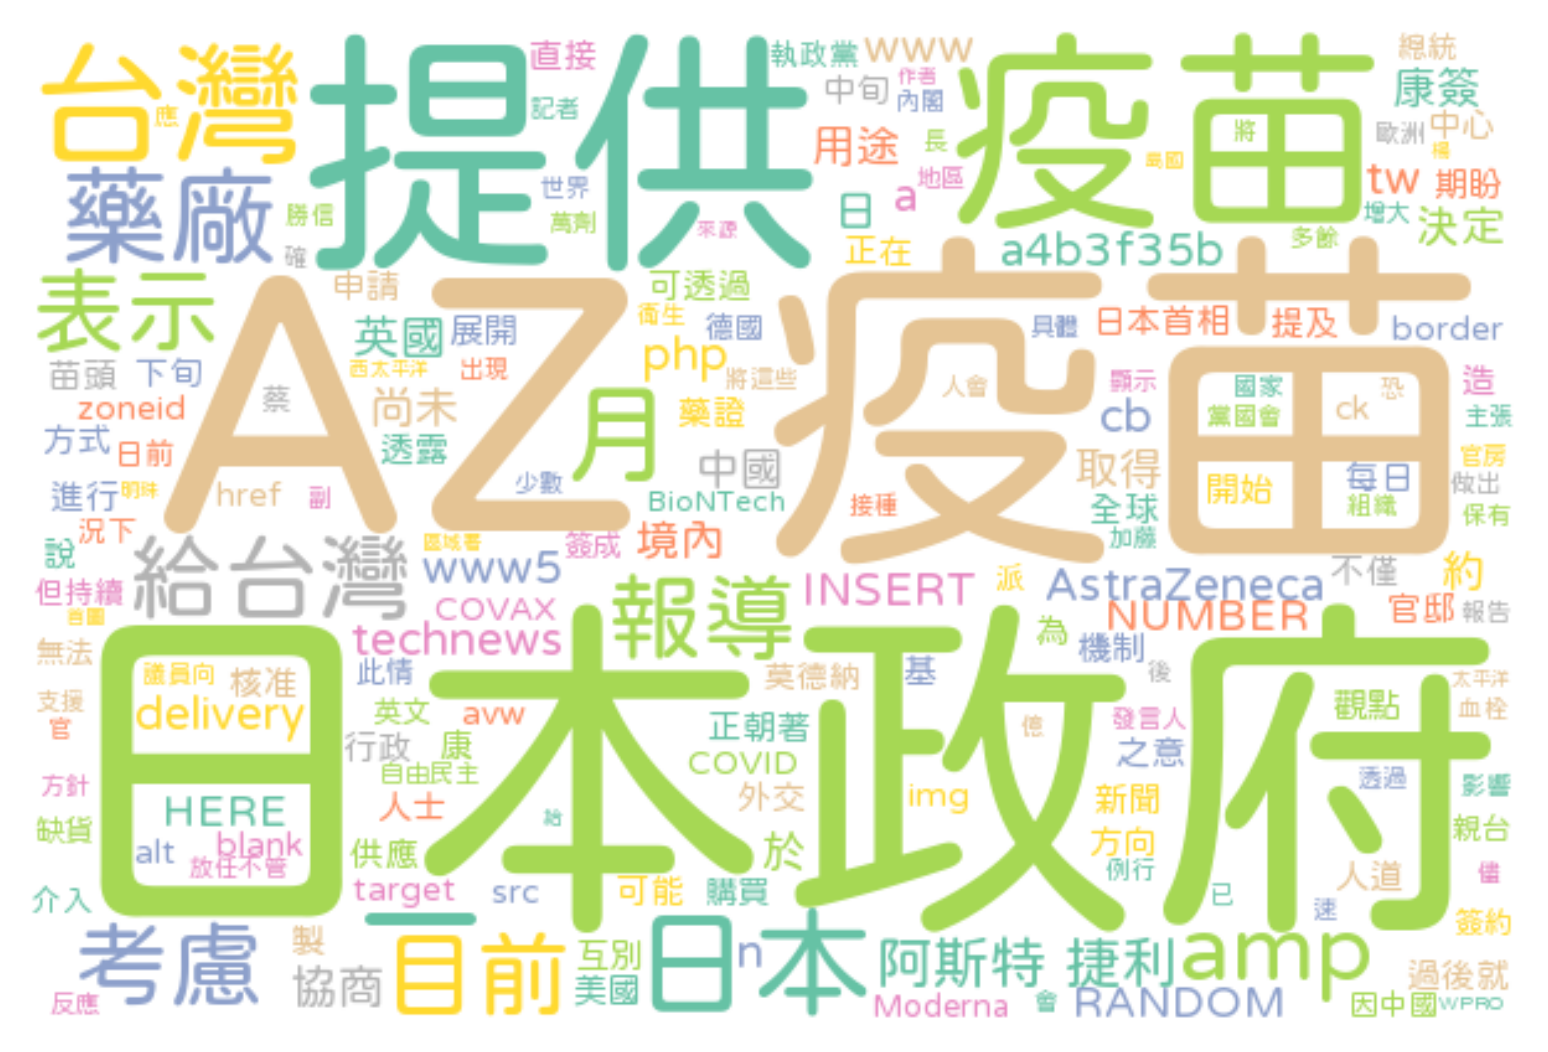 台灣 提供 疫苗
直接 執政黨 www 總統
作者
中旬 內閣 康簽
應 記者 將 歐洲 中心
用途 長 島國 楊
藥廠 世界 地區 a tw 期盼
勝信 萬劑 日 增大 決定
來源 多餘
確 正在 a4b3f35b
表示 AZ疫苗
申請 可透過
英國 展開 衛生 德國 具體 日本首相 提及 border
php
苗頭 下旬 西太平洋 出現 將這些 人會 顯示 國家 恐 造
zoneid 蔡 尚未 月 藥證 cb 黨國會 ck 主張
方式 日前 透露 中國 取得 每日 官房
進行 明珠 href 副 少數 BioNTech 接種 開始 做出
況下 全球 組織 保有
說 給台灣 區域署 簽成 境內 加藤
但持續 www5 報導 INSERT 派 AstraZeneca 不僅 約
首圖 COVAX NUMBER 官邸 報告
無法 technews 為 機制
日本政府
議員向 核准 此情 莫德納 基 後 太平洋
支援 delivery 英文 avw 正朝著 億 發言人 觀點 血栓
官 行政 康 COVID 之意
方針 自由民主 外交 img 新聞 透過 影響
HERE 人士 給
缺貨 alt blank 供應 於 方向 親台
放任不管 例行 人道 儘
介入 target src 可能 購買 已 速 簽約
考慮 製 目前 互別 日本 n 阿斯特 捷利 amp
一 協商 美國 過後就
反應 Moderna 會 RANDOM 因中國 WPRO